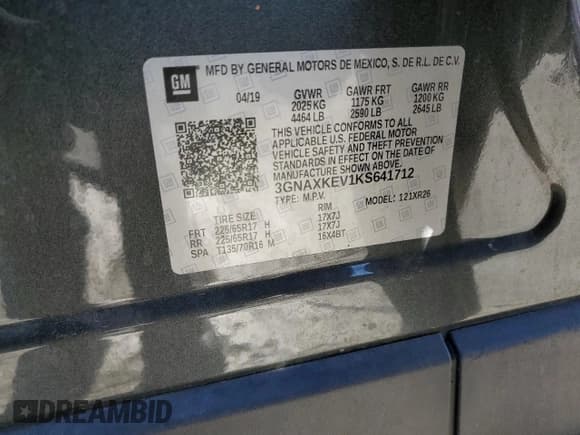 GM
MFD BY GENERAL MOTORS DE MEXICO, S. DE R.L. DE C.V.
04/19 GVWR GAWR FRT GAWR RR
2025 KG 1175 KG 1200 KG
4464 LB 2590 LB 2645 LB
THIS VEHICLE CONFORMS TO ALL
APPLICABLE U.S. FEDERAL MOTOR
VEHICLE SAFETY AND THEFT PREVENTION
STANDARDS IN EFFECT ON THE DATE OF
MANUFACTURE SHOWN ABOVE.
3GNAXKEV1KS641712
TYPE: M.P.V. MODEL: 121XR26
TIRE SIZE RIM
FRT 225/65R17 H 17X7J
RR 225/65R17 H 17X7J
SPA T135/70R16 M 16X4BT
DREAMBID